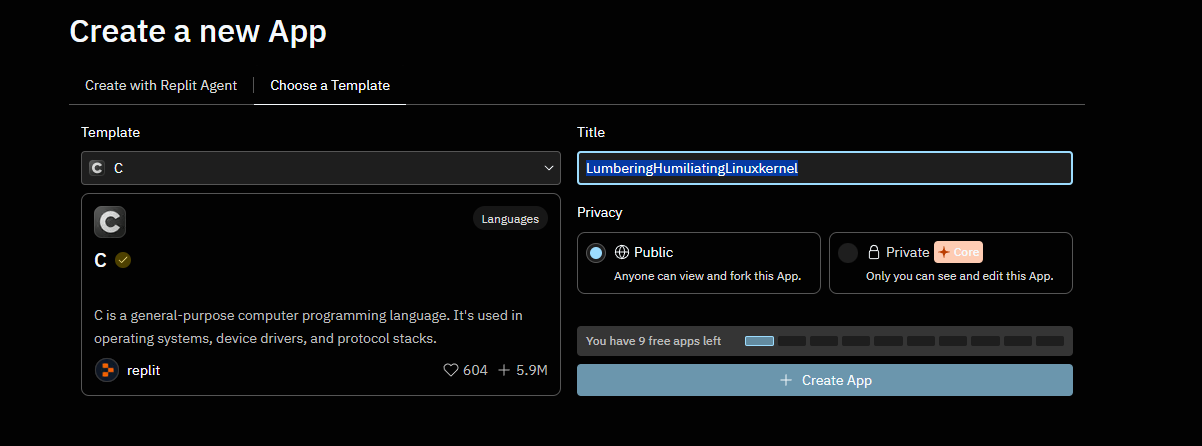 Create a new App
Create with Replit Agent
Choose a Template
Template
C
C
Languages
C
C is a general-purpose computer programming language. It's used in
operating systems, device drivers, and protocol stacks.
replit
604
5.9M
Title
LumberingHumiliatingLinuxkernel
Privacy
Public
Anyone can view and fork this App.
Private
Core
Only you can see and edit this App.
You have 9 free apps left
+ Create App